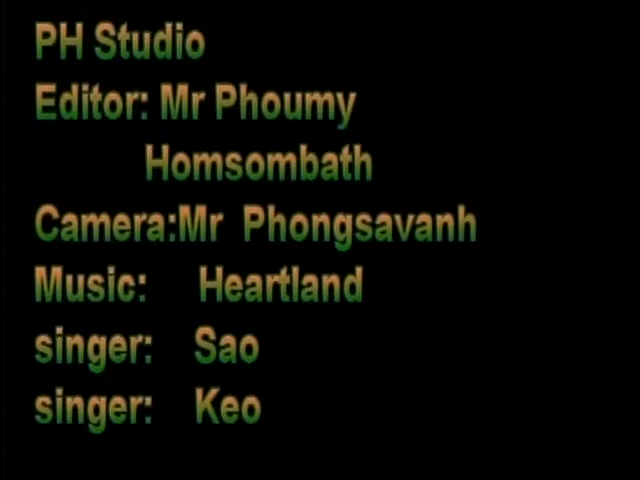 PH Studio
Editor: Mr Phoumy
Homsombath
Camera:Mr Phongsavanh
Music: Heartland
singer: Sao
singer: Keo